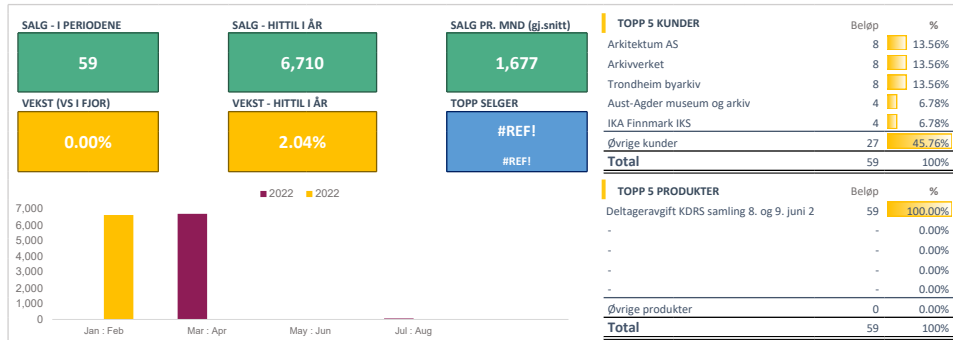 SALG - I PERIODENE
59
SALG - HITTIL I ÅR
6,710
SALG PR. MND (gj.snitt)
1,677
VEKST (VS I FJOR)
0.00%
VEKST - HITTIL I ÅR
2.04%
TOPP SELGER
#REF!
#REF!
2022 2022
7,000
6,000
5,000
4,000
3,000
2,000
1,000
0
Jan : Feb Mar : Apr May : Jun Jul : Aug
TOPP 5 KUNDER Beløp %
Arkitektum AS 8 13.56%
Arkivverket 8 13.56%
Trondheim byarkiv 8 13.56%
Aust-Agder museum og arkiv 4 6.78%
IKA Finnmark IKS 4 6.78%
Øvrige kunder 27 45.76%
Total 59 100%
TOPP 5 PRODUKTER Beløp %
Deltageravgift KDRS samling 8. og 9. juni 2 59 100.00%
- - 0.00%
- - 0.00%
- - 0.00%
- - 0.00%
Øvrige produkter 0 0.00%
Total 59 100%